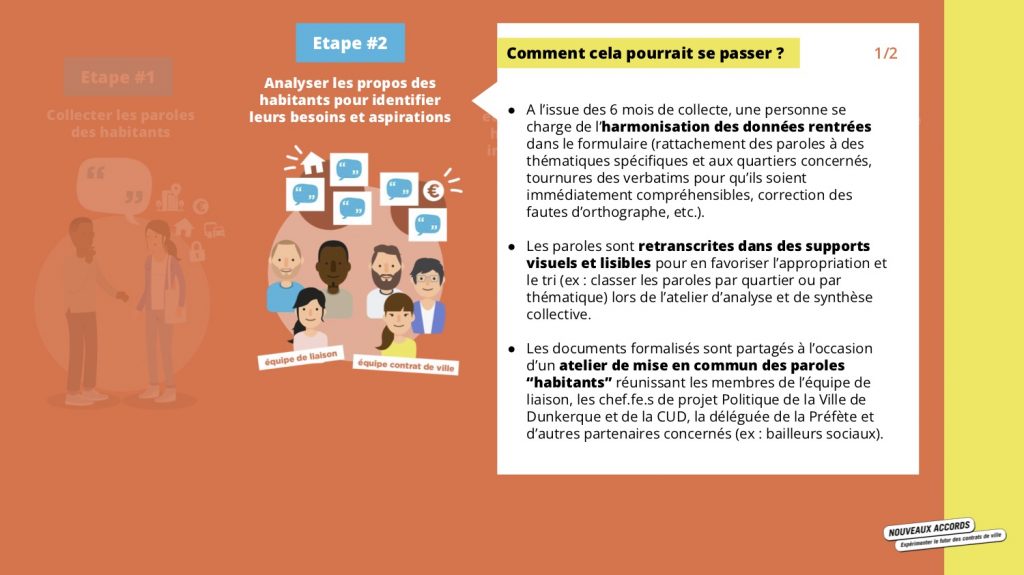 Etape #1
Collecter les paroles
des habitants
Etape #2
Analyser les propos des
habitants pour identifier
leurs besoins et aspirations
équipe de liaison
équipe contrat de ville
Comment cela pourrait se passer ?
1/2
● A l’issue des 6 mois de collecte, une personne se
charge de l’harmonisation des données rentrées
dans le formulaire (rattachement des paroles à des
thématiques spécifiques et aux quartiers concernés,
tournures des verbatims pour qu’ils soient
immédiatement compréhensibles, correction des
fautes d’orthographe, etc.).
● Les paroles sont retranscrites dans des supports
visuels et lisibles pour en favoriser l’appropriation et
le tri (ex : classer les paroles par quartier ou par
thématique) lors de l’atelier d’analyse et de synthèse
collective.
● Les documents formalisés sont partagés à l’occasion
d’un atelier de mise en commun des paroles
“habitants” réunissant les membres de l’équipe de
liaison, les chef.fe.s de projet Politique de la Ville de
Dunkerque et de la CUD, la déléguée de la Préfète et
d’autres partenaires concernés (ex : bailleurs sociaux).
NOUVEAUX ACCORDS
Expérimenter le futur des contrats de ville